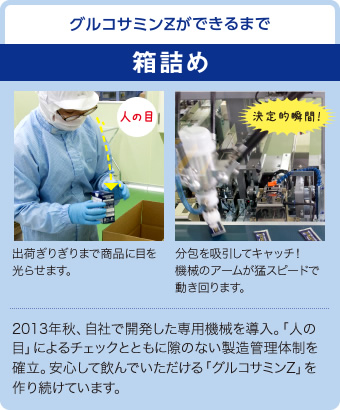 グルコサミンZができるまで
箱詰め
人の目
決定的瞬間!
出荷ぎりぎりまで商品に目を
光らせます。
分包を吸引してキャッチ!
機械のアームが猛スピードで
動き回ります。
2013年秋、自社で開発した専用機械を導入。「人の
目」によるチェックとともに隙のない製造管理体制を
確立。安心して飲んでいただける「グルコサミンZ」を
作り続けています。